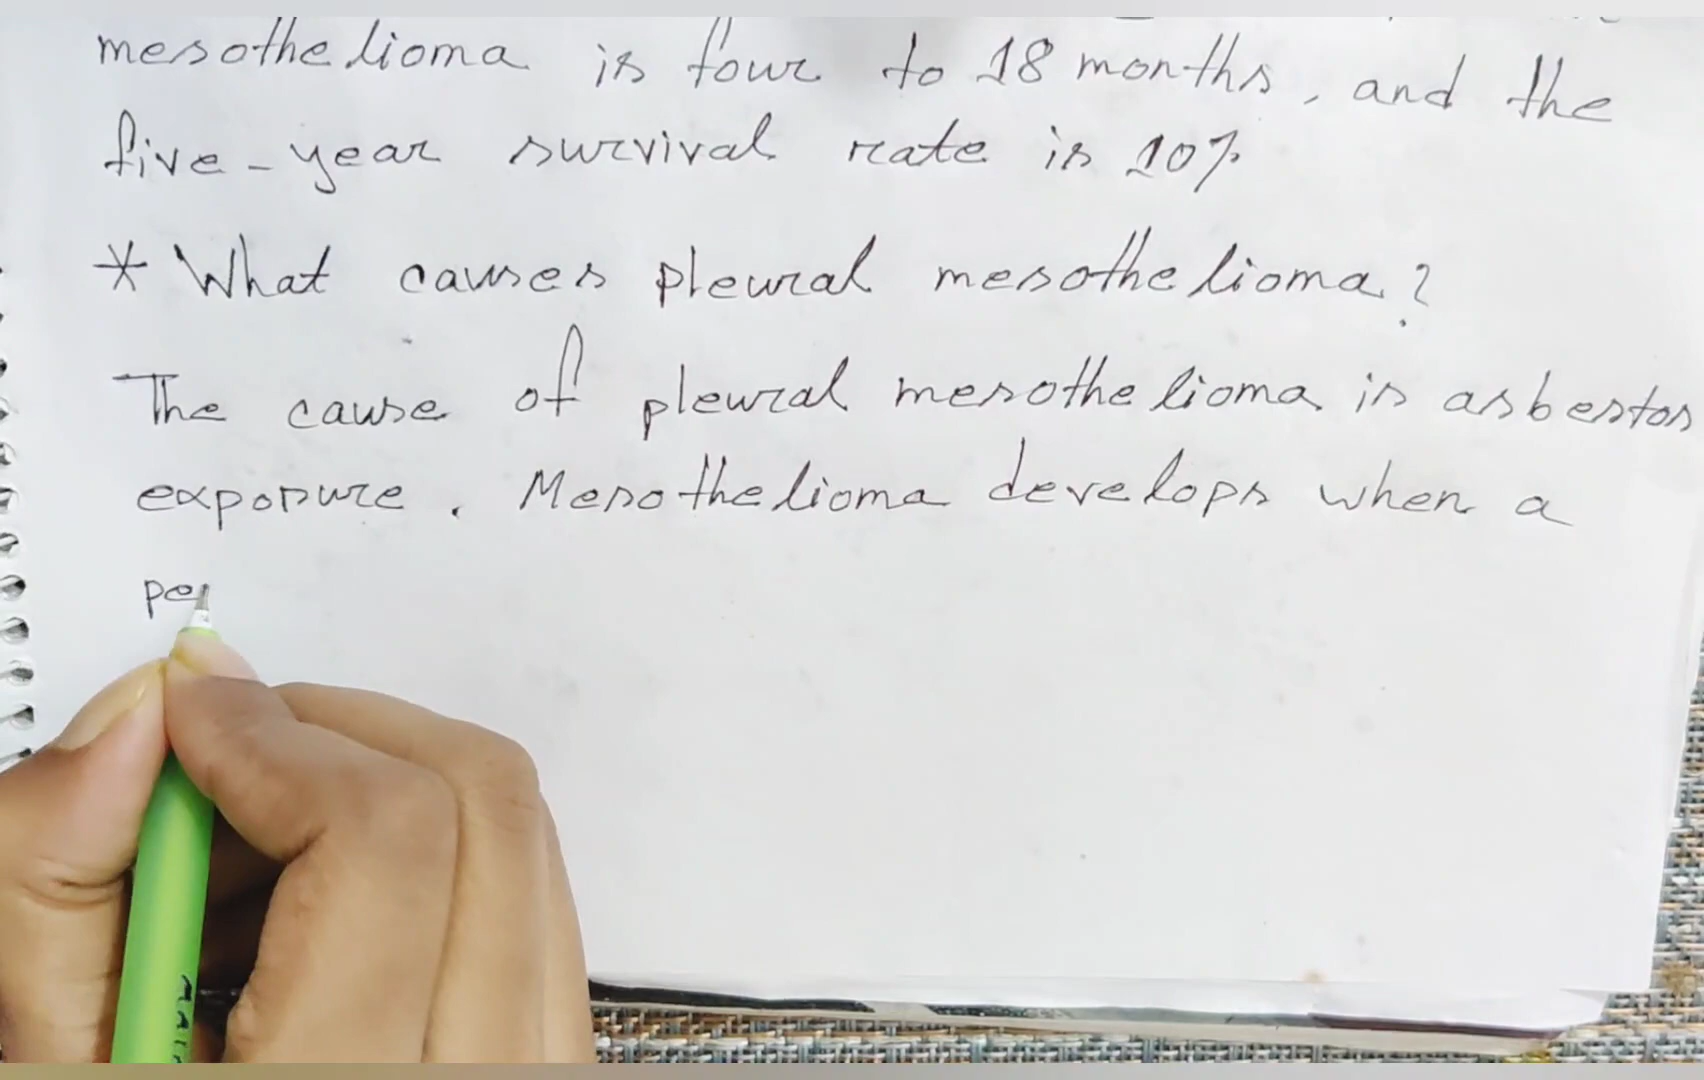 mesothelioma is four to 18 months, and the
five-year survival rate is 10%
* What causes pleural mesothelioma?
The cause of pleural mesothelioma is asbestos
exposure. Mesothelioma develops when a
pe